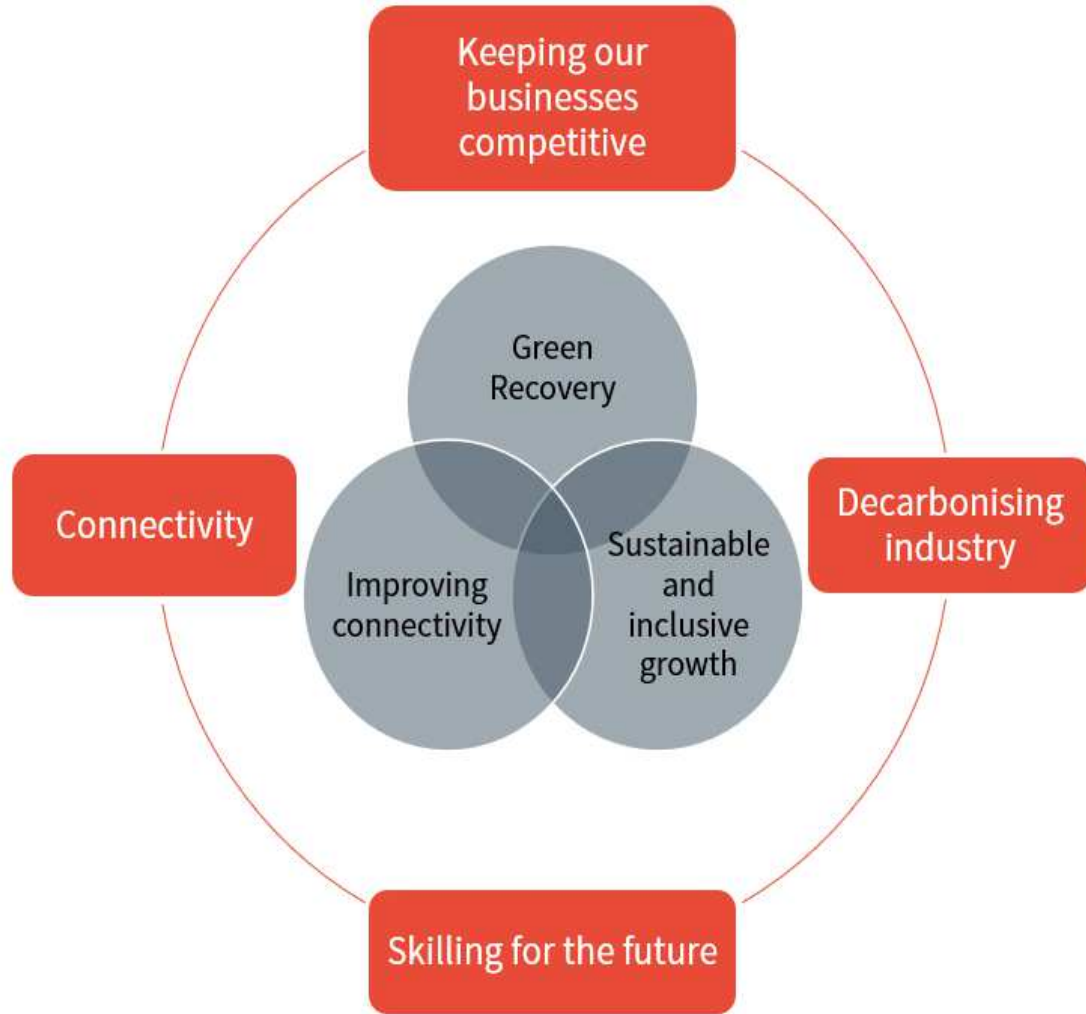 Keeping our
businesses
competitive
Green
Recovery
Connectivity
Decarbonising
industry
Improving
connectivity
Sustainable
and
inclusive
growth
Skilling for the future